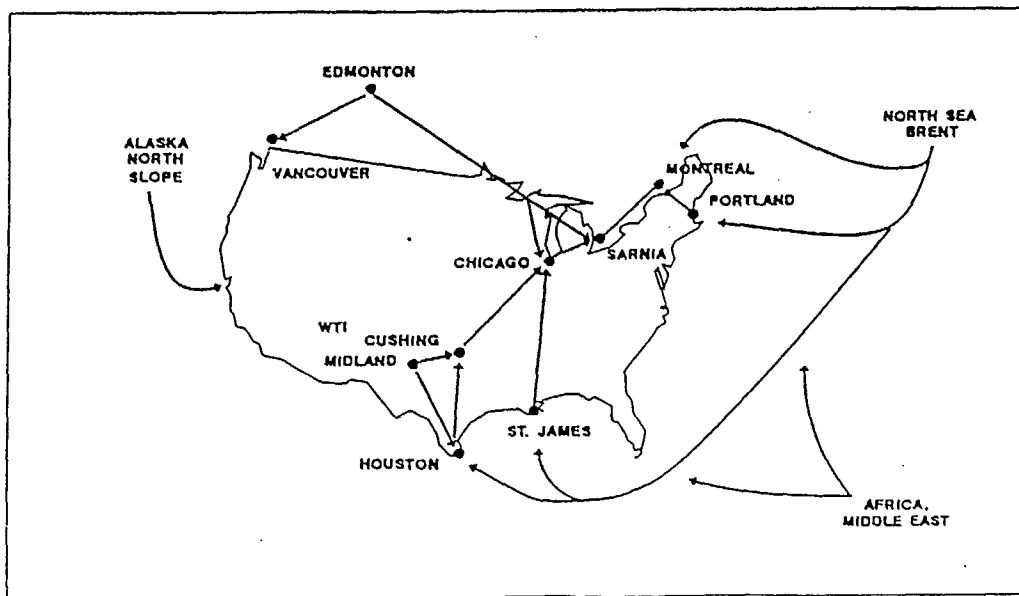 EDMONTON
NORTH SEA
BRENT
ALASKA
NORTH
SLOPE
VANCOUVER
MONTREAL
PORTLAND
CHICAGO
SARNIA
WTI
CUSHING
MIDLAND
ST. JAMES
HOUSTON
AFRICA,
MIDDLE EAST